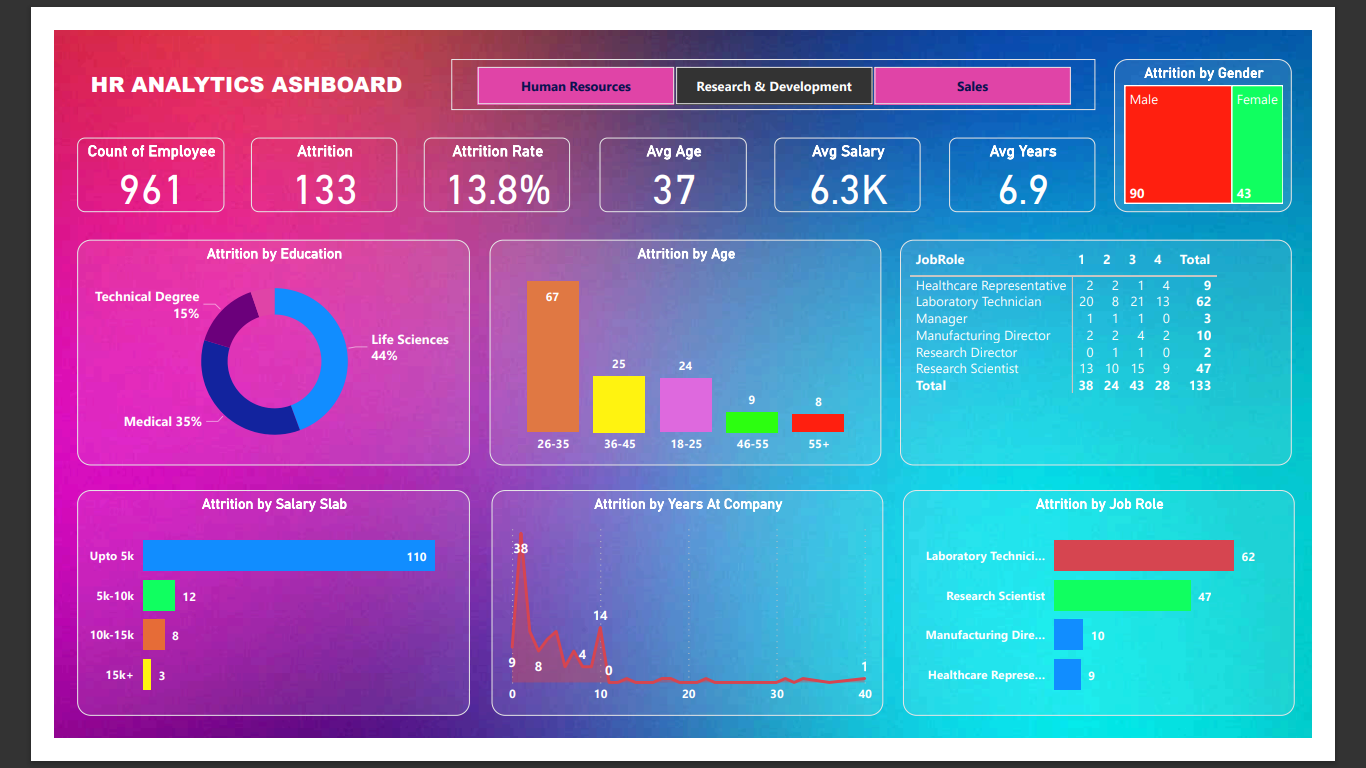 HR ANALYTICS ASHBOARD
Human Resources
Research & Development
Sales
Attrition by Gender
Male
Female
90
43
Count of Employee
961
Attrition
133
Attrition Rate
13.8%
Avg Age
37
Avg Salary
6.3K
Avg Years
6.9
Attrition by Education
Technical Degree
15%
Life Sciences
44%
Medical 35%
Attrition by Age
67
25
24
9
8
26-35
36-45
18-25
46-55
55+
JobRole 1 2 3 4 Total
Healthcare Representative 2 2 1 4 9
Laboratory Technician 20 8 21 13 62
Manager 1 1 1 0 3
Manufacturing Director 2 2 4 2 10
Research Director 0 1 1 0 2
Research Scientist 13 10 15 9 47
Total 38 24 43 28 133
Attrition by Salary Slab
Upto 5k 110
5k-10k 12
10k-15k 8
15k+ 3
Attrition by Years At Company
38
14
9
8
4
0
1
0 10 20 30 40
Attrition by Job Role
Laboratory Technici... 62
Research Scientist 47
Manufacturing Dire... 10
Healthcare Represe... 9